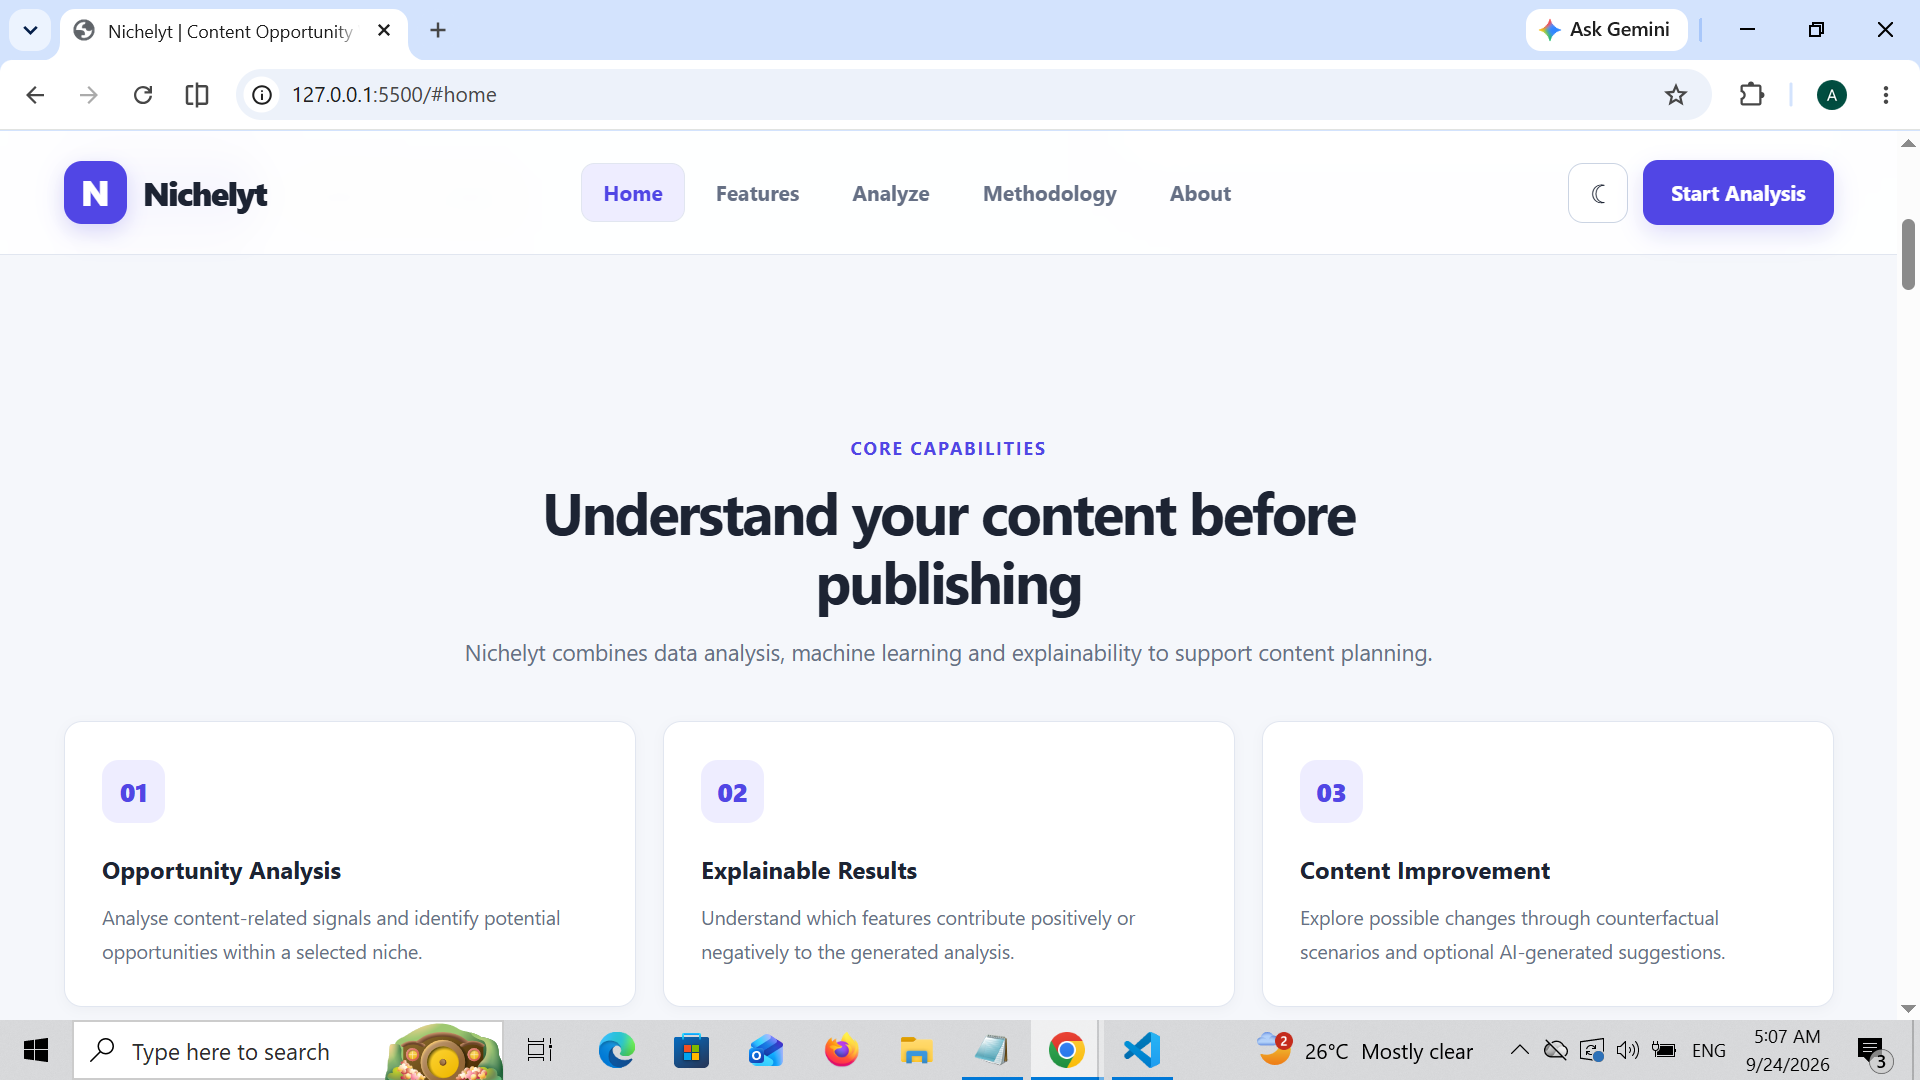 Nichelyt | Content Opportunity
Ask Gemini
127.0.0.1:5500/#home
A
N
Nichelyt
Home
Features
Analyze
Methodology
About
Start Analysis
CORE CAPABILITIES
Understand your content before
publishing
Nichelyt combines data analysis, machine learning and explainability to support content planning.
01
Opportunity Analysis
Analyse content-related signals and identify potential
opportunities within a selected niche.
02
Explainable Results
Understand which features contribute positively or
negatively to the generated analysis.
03
Content Improvement
Explore possible changes through counterfactual
scenarios and optional AI-generated suggestions.
Type here to search
2
26°C Mostly clear
ENG
5:07 AM
9/24/2026
3